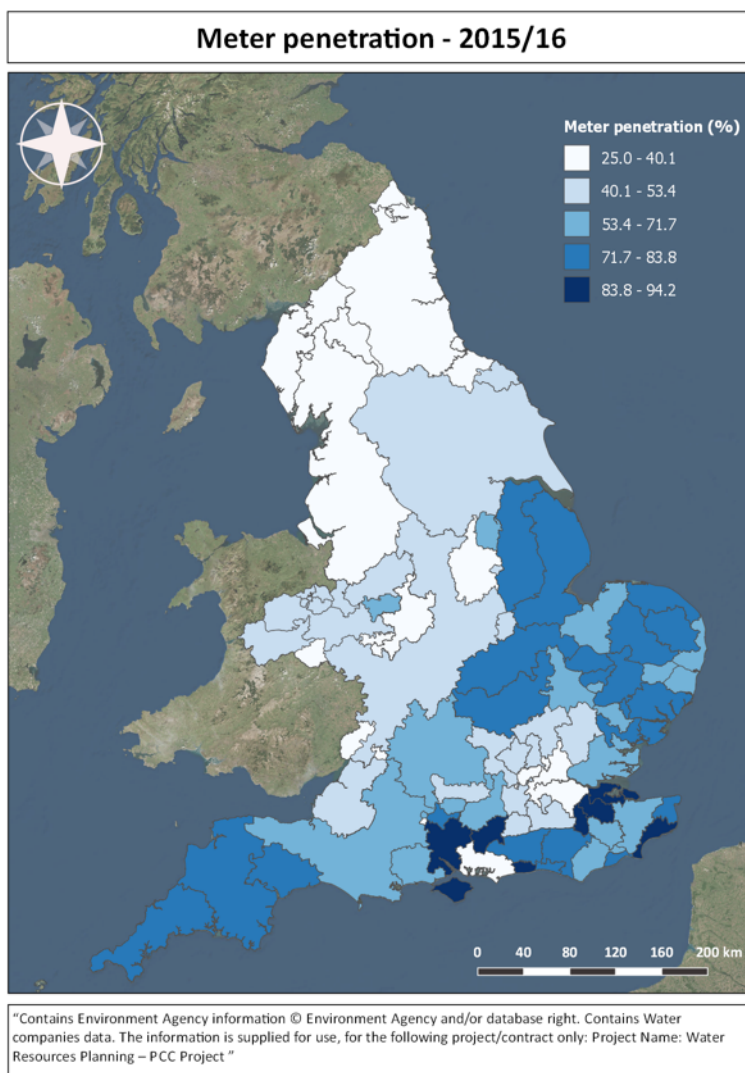 Meter penetration - 2015/16
Meter penetration (%)
25.0 - 40.1
40.1 - 53.4
53.4 - 71.7
71.7 - 83.8
83.8 - 94.2
0 40 80 120 160 200 km
"Contains Environment Agency information © Environment Agency and/or database right. Contains Water
companies data. The information is supplied for use, for the following project/contract only: Project Name: Water
Resources Planning – PCC Project "